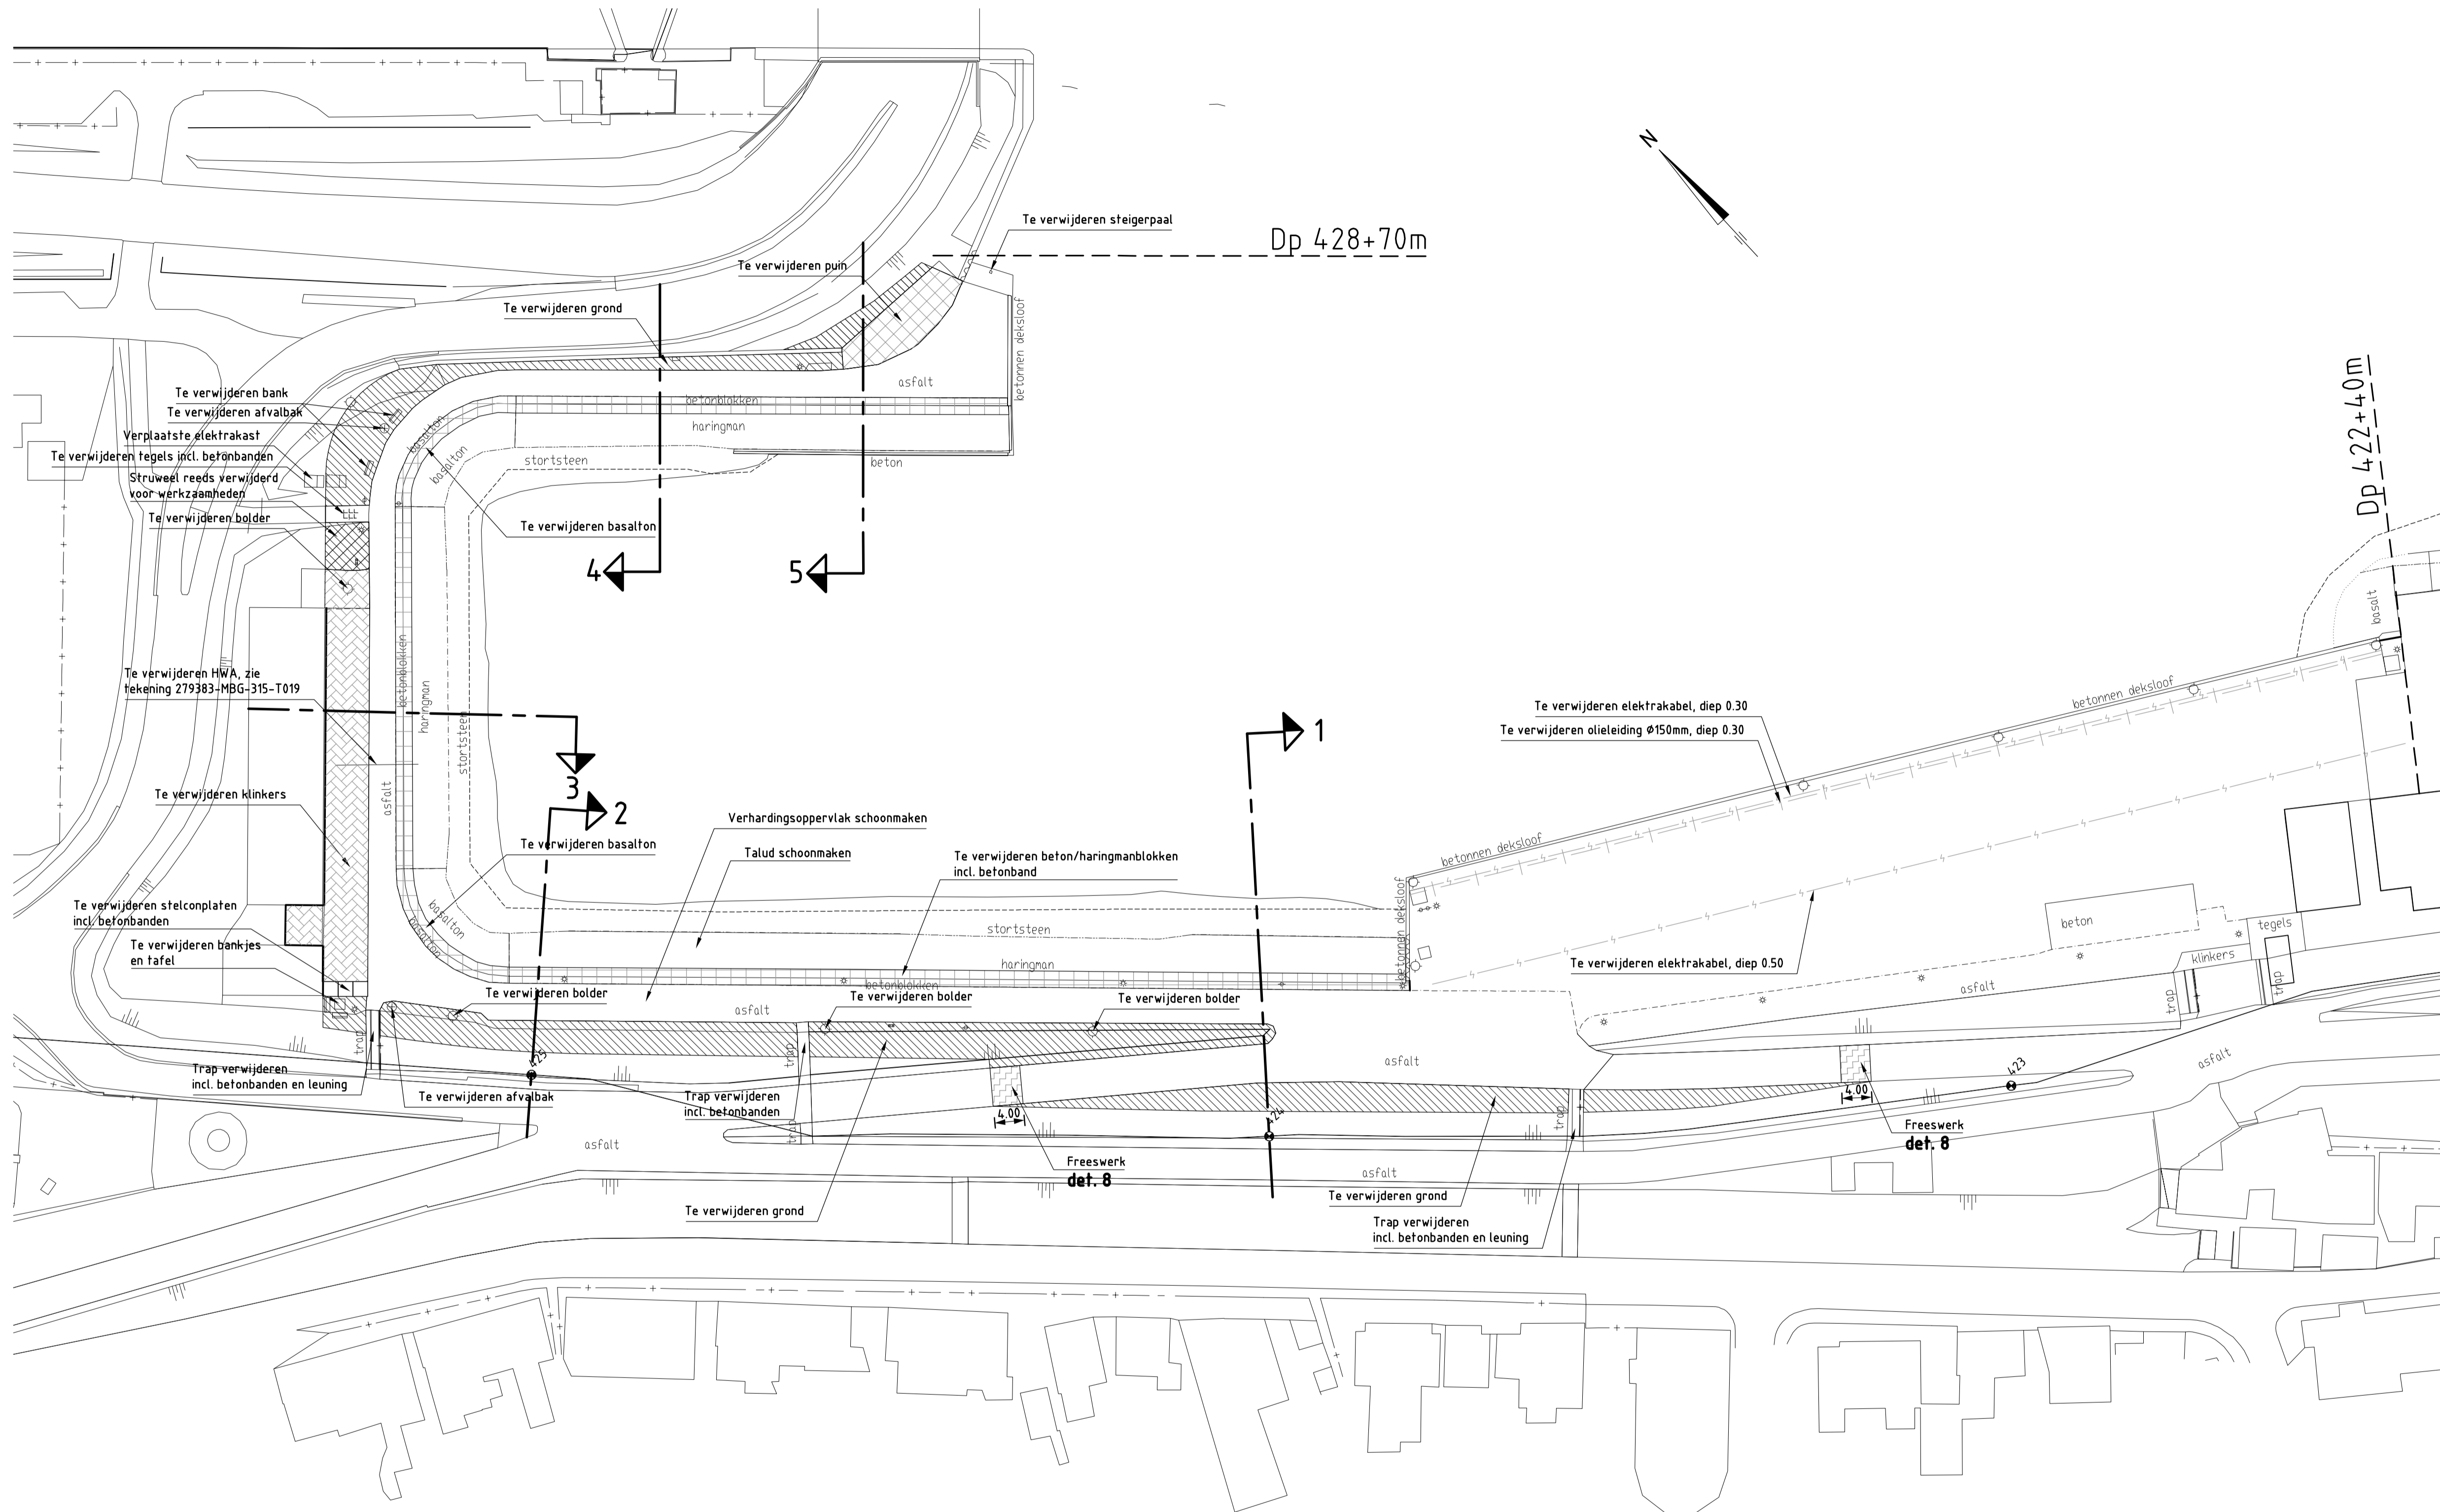 N
Te verwijderen steigerpaal
Dp 428+70m
Te verwijderen puin
Te verwijderen grond
betonnen deksloof
asfalt
Te verwijderen bank
Te verwijderen afvalbak
Verplaatste elektrakast
Te verwijderen tegels incl. betonbanden
Struweel reeds verwijderd
voor werkzaamheden
Te verwijderen bolder
betonblokken
haringman
basalton
basalton
stortsteen
beton
Te verwijderen basalton
4
5
Dp 422+40m
basalt
Te verwijderen HWA, zie
tekening 279383-MBG-315-T019
betonblokken
haringman
stortsteen
asfalt
3
2
1
Te verwijderen klinkers
Te verwijderen basalton
Verhardingsoppervlak schoonmaken
Talud schoonmaken
Te verwijderen beton/haringmanblokken
incl. betonband
Te verwijderen elektrakabel, diep 0.30
Te verwijderen olieleiding Ø150mm, diep 0.30
betonnen deksloof
betonnen deksloof
betonnen deksloof
Te verwijderen stelconplaten
incl. betonbanden
Te verwijderen bankjes
en tafel
basalton
basalton
stortsteen
haringman
betonblokken
Te verwijderen bolder
Te verwijderen bolder
Te verwijderen bolder
asfalt
Te verwijderen elektrakabel, diep 0.50
beton
tegels
klinkers
trap
trap
asfalt
trap
trap
425
Trap verwijderen
incl. betonbanden en leuning
Te verwijderen afvalbak
Trap verwijderen
incl. betonbanden
trap
asfalt
4.00
424
asfalt
trap
4.00
423
asfalt
Freeswerk
det. 8
Freeswerk
det. 8
asfalt
Te verwijderen grond
Te verwijderen grond
Trap verwijderen
incl. betonbanden en leuning